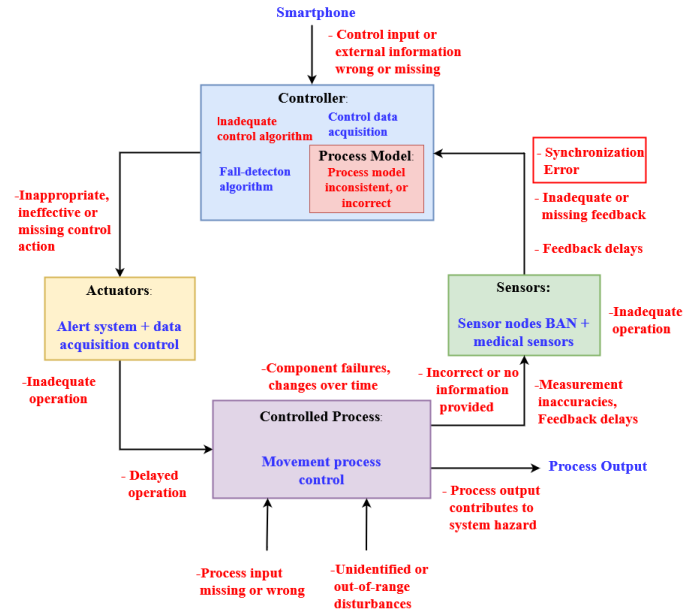 Smartphone
- Control input or
external information
wrong or missing
Controller:
Inadequate
control algorithm
Control data
acquisition
Fall-detecton
algorithm
Process Model:
Process model
inconsistent, or
incorrect
- Synchronization
Error
- Inadequate or
missing feedback
- Feedback delays
-Inappropriate,
ineffective or
missing control
action
Actuators:
Alert system + data
acquisition control
Sensors:
Sensor nodes BAN +
medical sensors
-Inadequate
operation
-Inadequate
operation
-Component failures,
changes over time
- Incorrect or no
information
provided
-Measurement
inaccuracies,
Feedback delays
Controlled Process:
Movement process
control
- Delayed
operation
Process Output
- Process output
contributes to
system hazard
-Process input
missing or wrong
-Unidentified or
out-of-range
disturbances